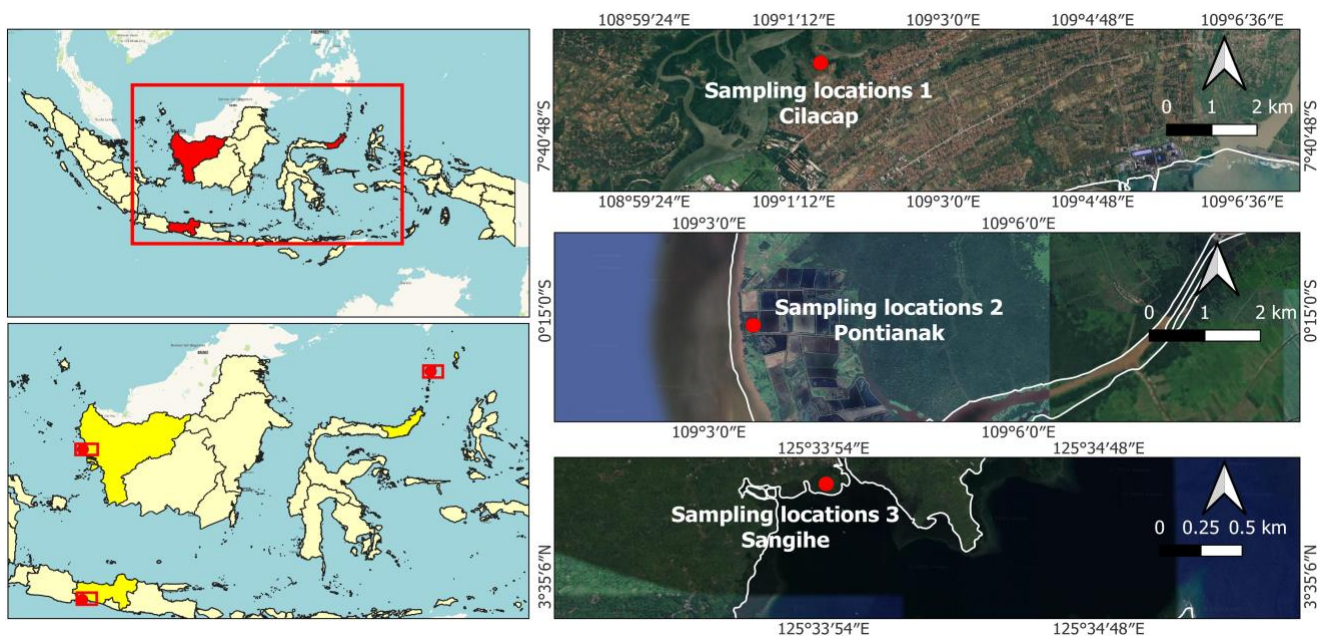 108°59′24″E 109°1′12″E 109°3′0″E 109°4′48″E 109°6′36″E
Sampling locations 1
Cilacap
0 1 2 km
7°40′48″S
7°40′48″S
108°59′24″E 109°1′12″E 109°3′0″E 109°4′48″E 109°6′36″E
109°3′0″E 109°6′0″E
Sampling locations 2
Pontianak
0 1 2 km
0°15′0″S
0°15′0″S
109°3′0″E 109°6′0″E
125°33′54″E 125°34′48″E
Sampling locations 3
Sangihe
0 0.25 0.5 km
3°35′6″N
3°35′6″N
125°33′54″E 125°34′48″E